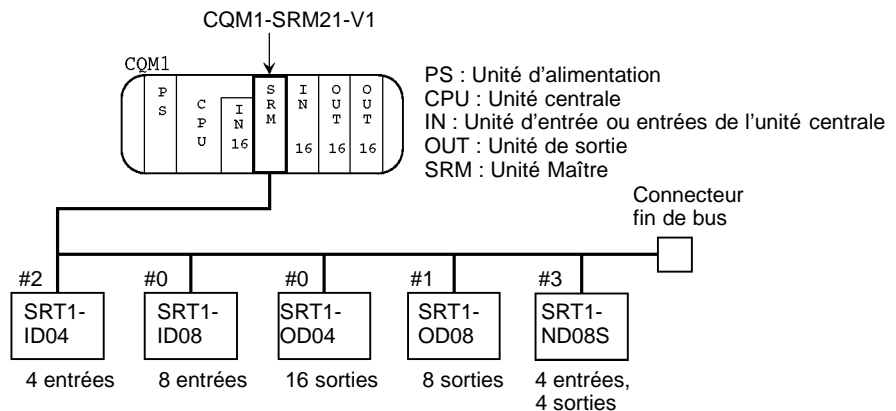 CQM1-SRM21-V1
CQM1
PS
CPU
IN
16
SRM
IN
16
OUT
16
OUT
16
PS : Unité d'alimentation
CPU : Unité centrale
IN : Unité d'entrée ou entrées de l'unité centrale
OUT : Unité de sortie
SRM : Unité Maître
Connecteur
fin de bus
#2
#0
#0
#1
#3
SRT1-
ID04
SRT1-
ID08
SRT1-
OD04
SRT1-
OD08
SRT1-
ND08S
4 entrées
8 entrées
16 sorties
8 sorties
4 entrées,
4 sorties